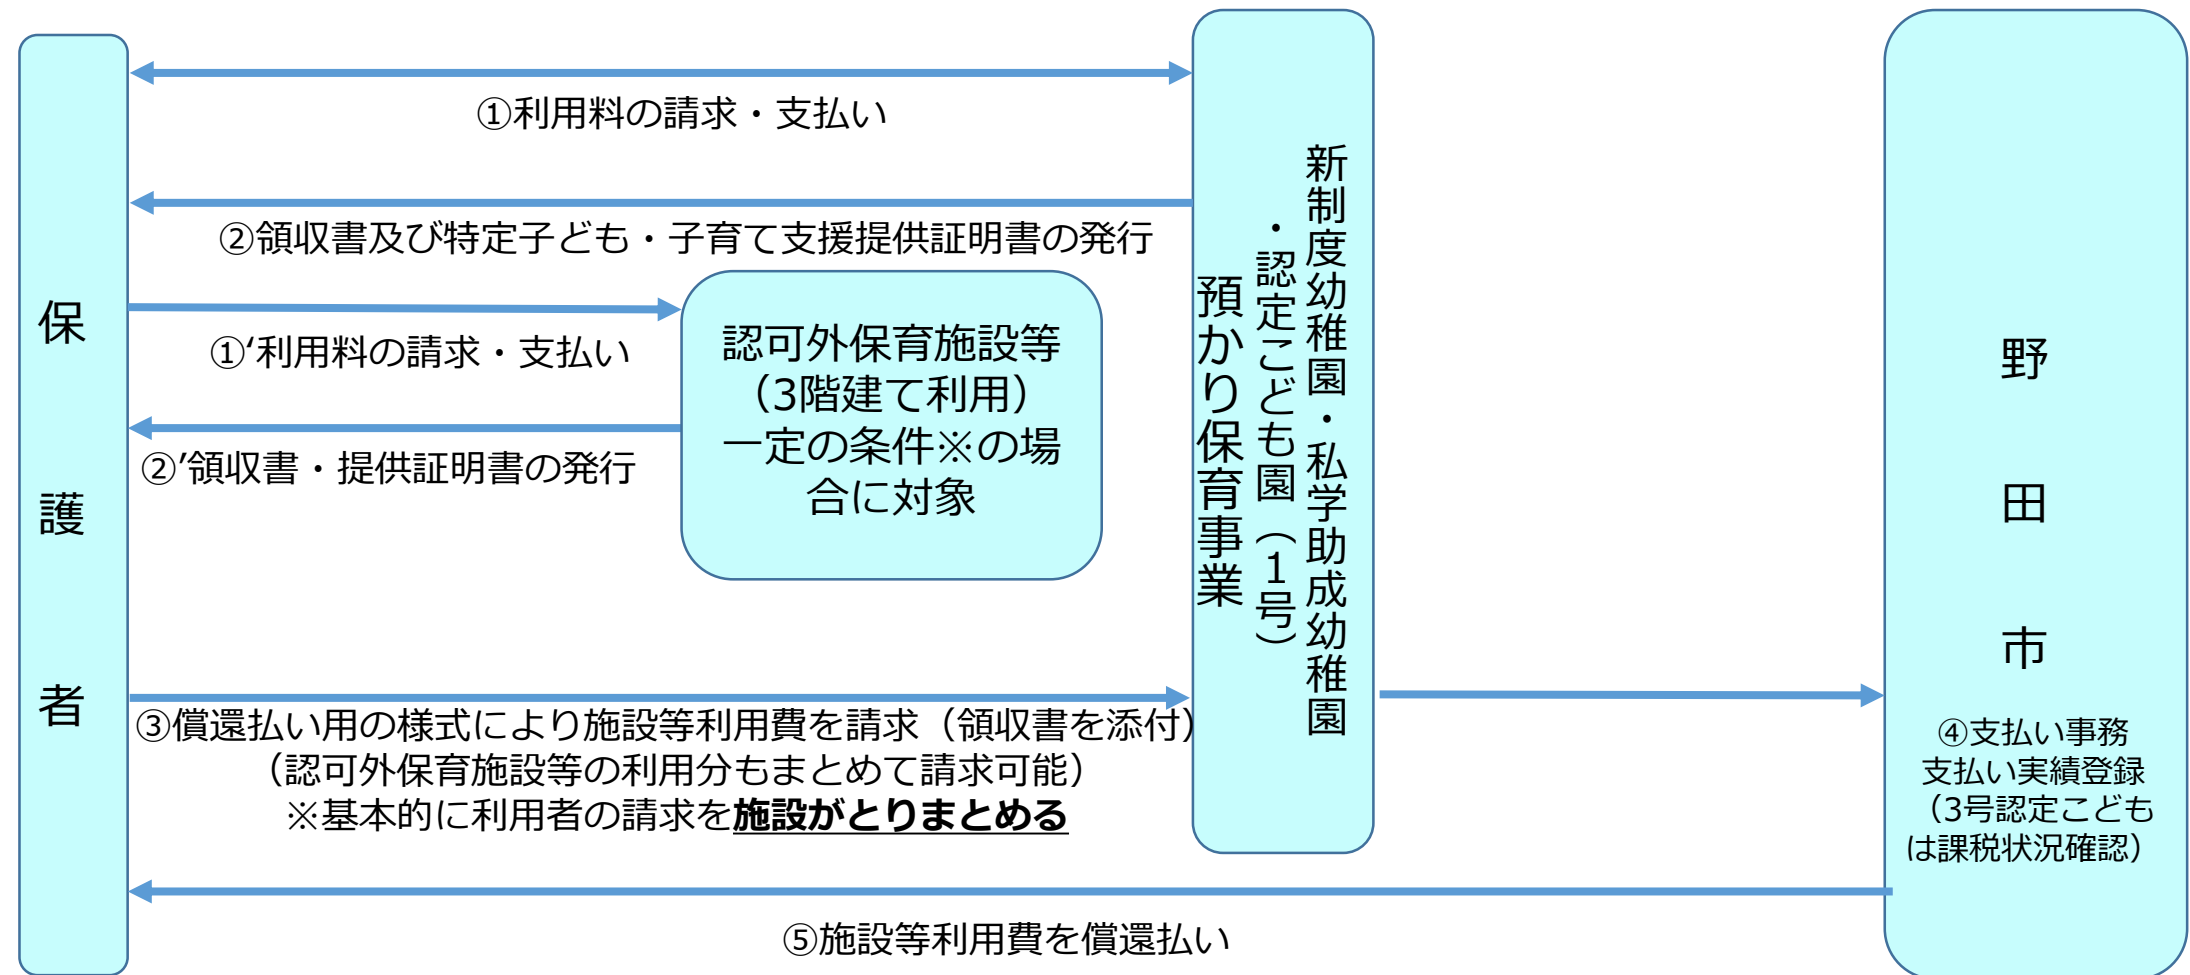 保護者
①利用料の請求・支払い
②領収書及び特定子ども・子育て支援提供証明書の発行
①‘利用料の請求・支払い
②’領収書・提供証明書の発行
認可外保育施設等
（3階建て利用）
一定の条件※の場
合に対象
③償還払い用の様式により施設等利用費を請求（領収書を添付）
（認可外保育施設等の利用分もまとめて請求可能）
※基本的に利用者の請求を施設がとりまとめる
新制度幼稚園・私学助成幼稚園
・認定こども園（1号）
預かり保育事業
野田市
④支払い事務
支払い実績登録
（3号認定こども
は課税状況確認）
⑤施設等利用費を償還払い